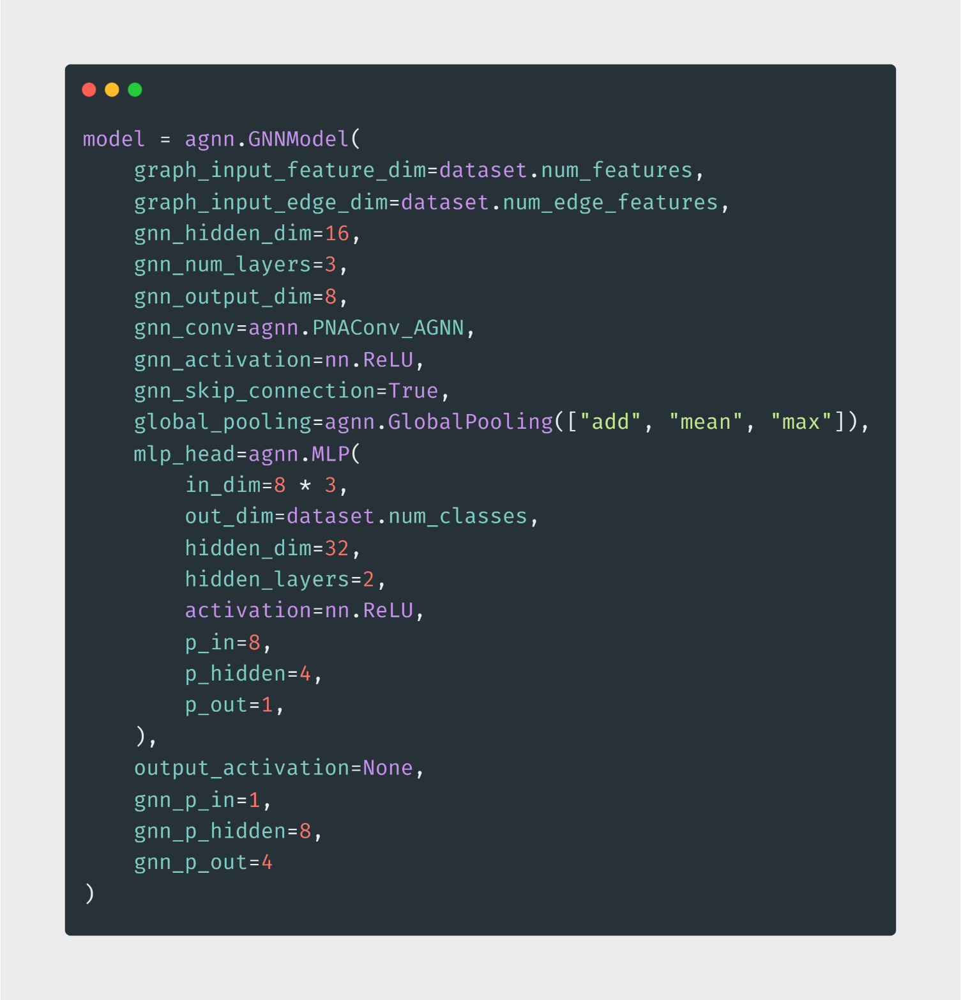 model = agnn.GNNModel(
    graph_input_feature_dim=dataset.num_features,
    graph_input_edge_dim=dataset.num_edge_features,
    gnn_hidden_dim=16,
    gnn_num_layers=3,
    gnn_output_dim=8,
    gnn_conv=agnn.PNAConv_AGNN,
    gnn_activation=nn.ReLU,
    gnn_skip_connection=True,
    global_pooling=agnn.GlobalPooling(["add", "mean", "max"]),
    mlp_head=agnn.MLP(
        in_dim=8 * 3,
        out_dim=dataset.num_classes,
        hidden_dim=32,
        hidden_layers=2,
        activation=nn.ReLU,
        p_in=8,
        p_hidden=4,
        p_out=1,
    ),
    output_activation=None,
    gnn_p_in=1,
    gnn_p_hidden=8,
    gnn_p_out=4
)